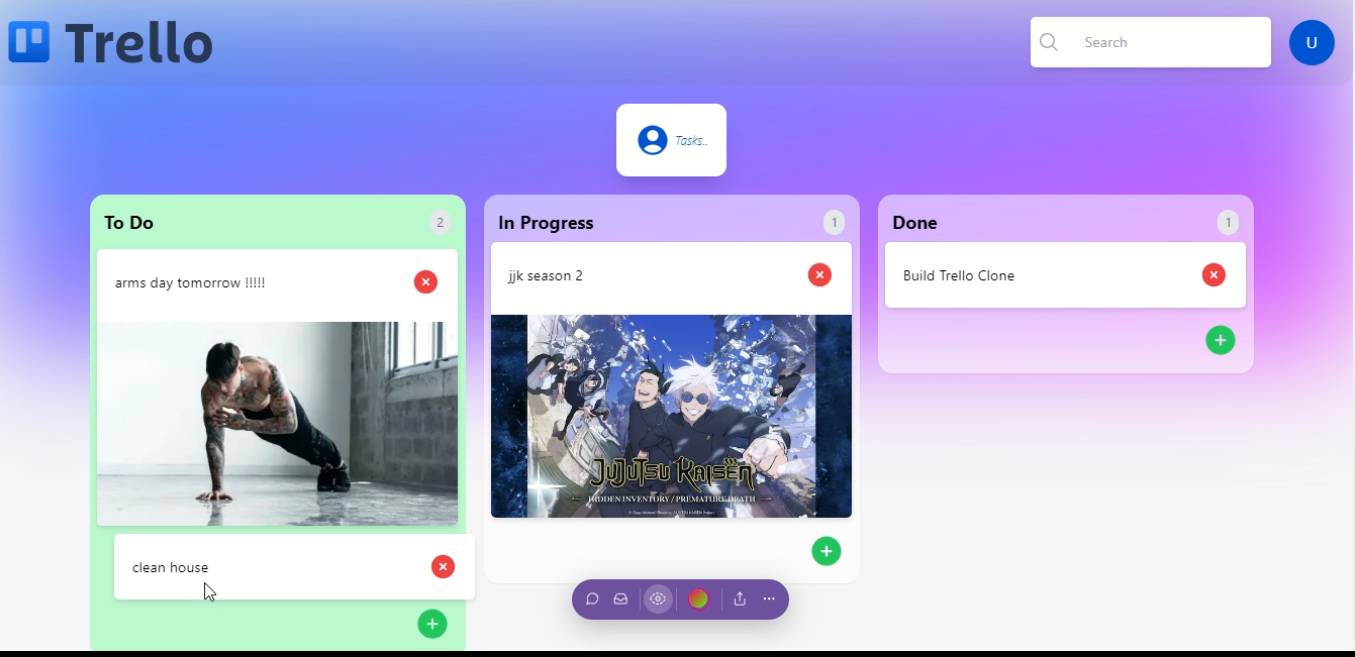 Trello
Search
U
Tasks..
To Do
2
arms day tomorrow !!!!!
clean house
In Progress
1
jjk season 2
JUJUTSU KAISEN
HIDDEN INVENTORY / PREMATURE DEATH
Done
1
Build Trello Clone